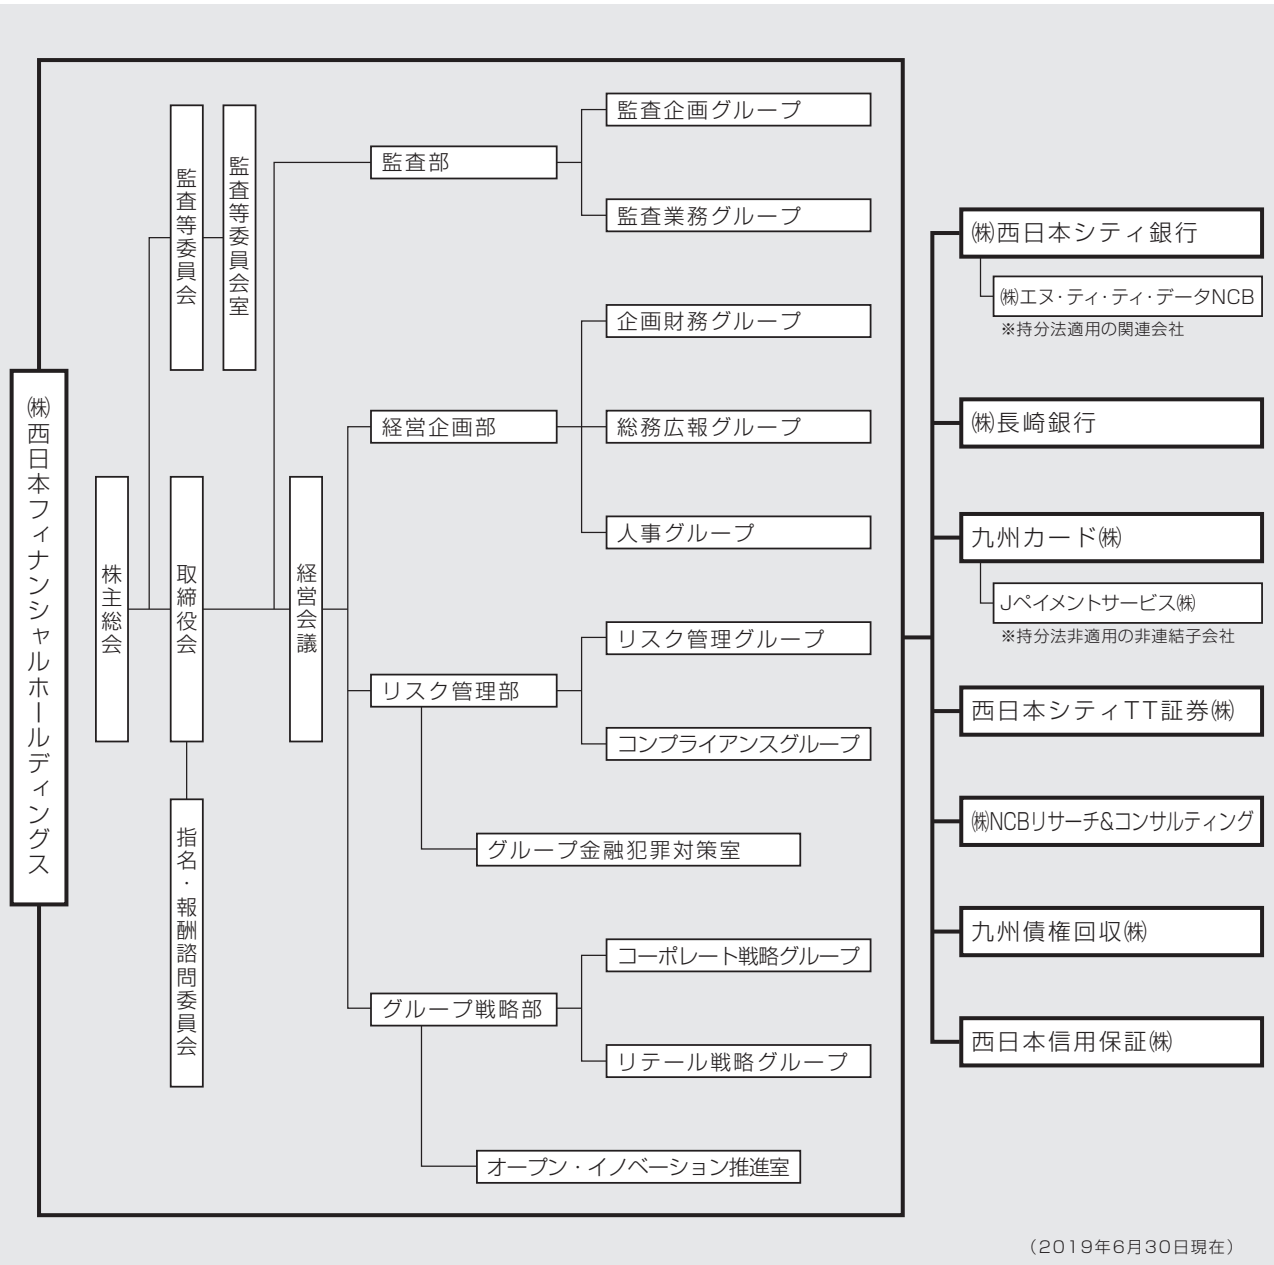 ㈱西日本フィナンシャルホールディングス
株主総会
監査等委員会
監査等委員会室
取締役会
指名・報酬諮問委員会
経営会議
監査部
監査企画グループ
監査業務グループ
経営企画部
企画財務グループ
総務広報グループ
人事グループ
リスク管理部
リスク管理グループ
コンプライアンスグループ
グループ金融犯罪対策室
グループ戦略部
コーポレート戦略グループ
リテール戦略グループ
オープン・イノベーション推進室
㈱西日本シティ銀行
㈱エヌ・ティ・ティ・データNCB
※持分法適用の関連会社
㈱長崎銀行
九州カード㈱
Jペイメントサービス㈱
※持分法非適用の非連結子会社
西日本シティTT証券㈱
㈱NCBリサーチ&コンサルティング
九州債権回収㈱
西日本信用保証㈱
（2019年6月30日現在）